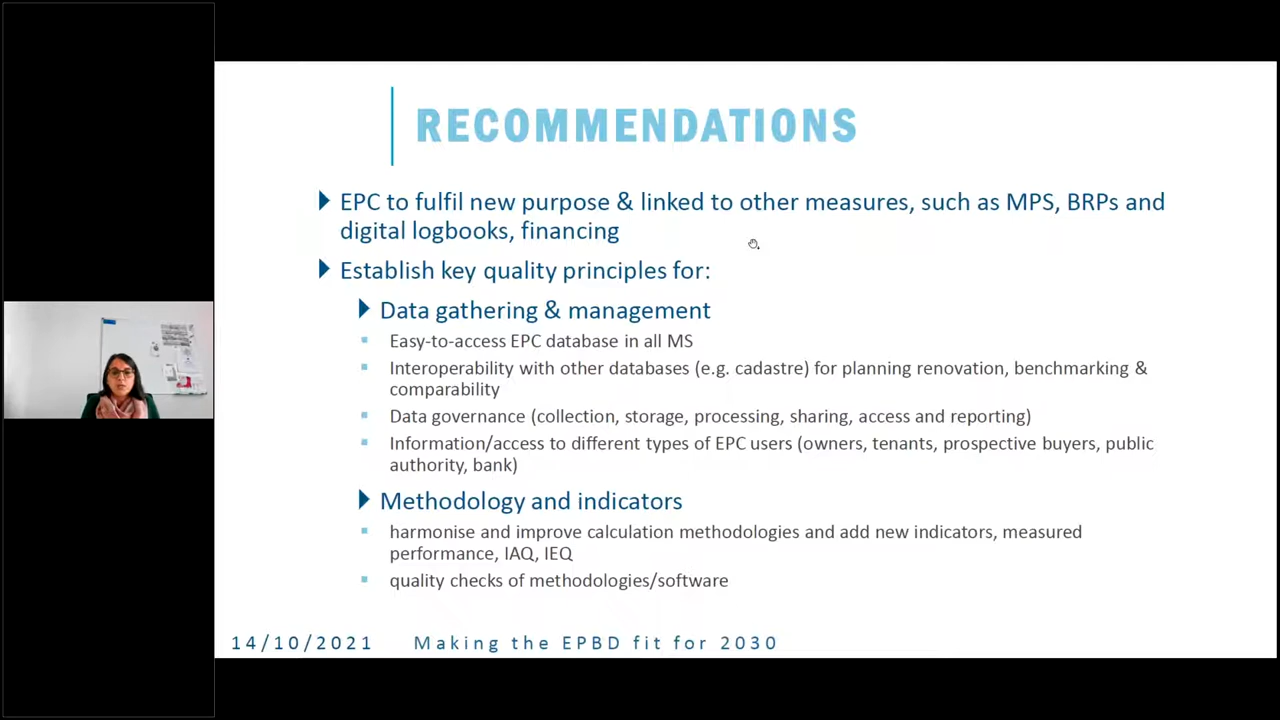 RECOMMENDATIONS
EPC to fulfil new purpose & linked to other measures, such as MPS, BRPs and
digital logbooks, financing
Establish key quality principles for:
Data gathering & management
Easy-to-access EPC database in all MS
Interoperability with other databases (e.g. cadastre) for planning renovation, benchmarking &
comparability
Data governance (collection, storage, processing, sharing, access and reporting)
Information/access to different types of EPC users (owners, tenants, prospective buyers, public
authority, bank)
Methodology and indicators
harmonise and improve calculation methodologies and add new indicators, measured
performance, IAQ, IEQ
quality checks of methodologies/software
14/10/2021 Making the EPBD fit for 2030